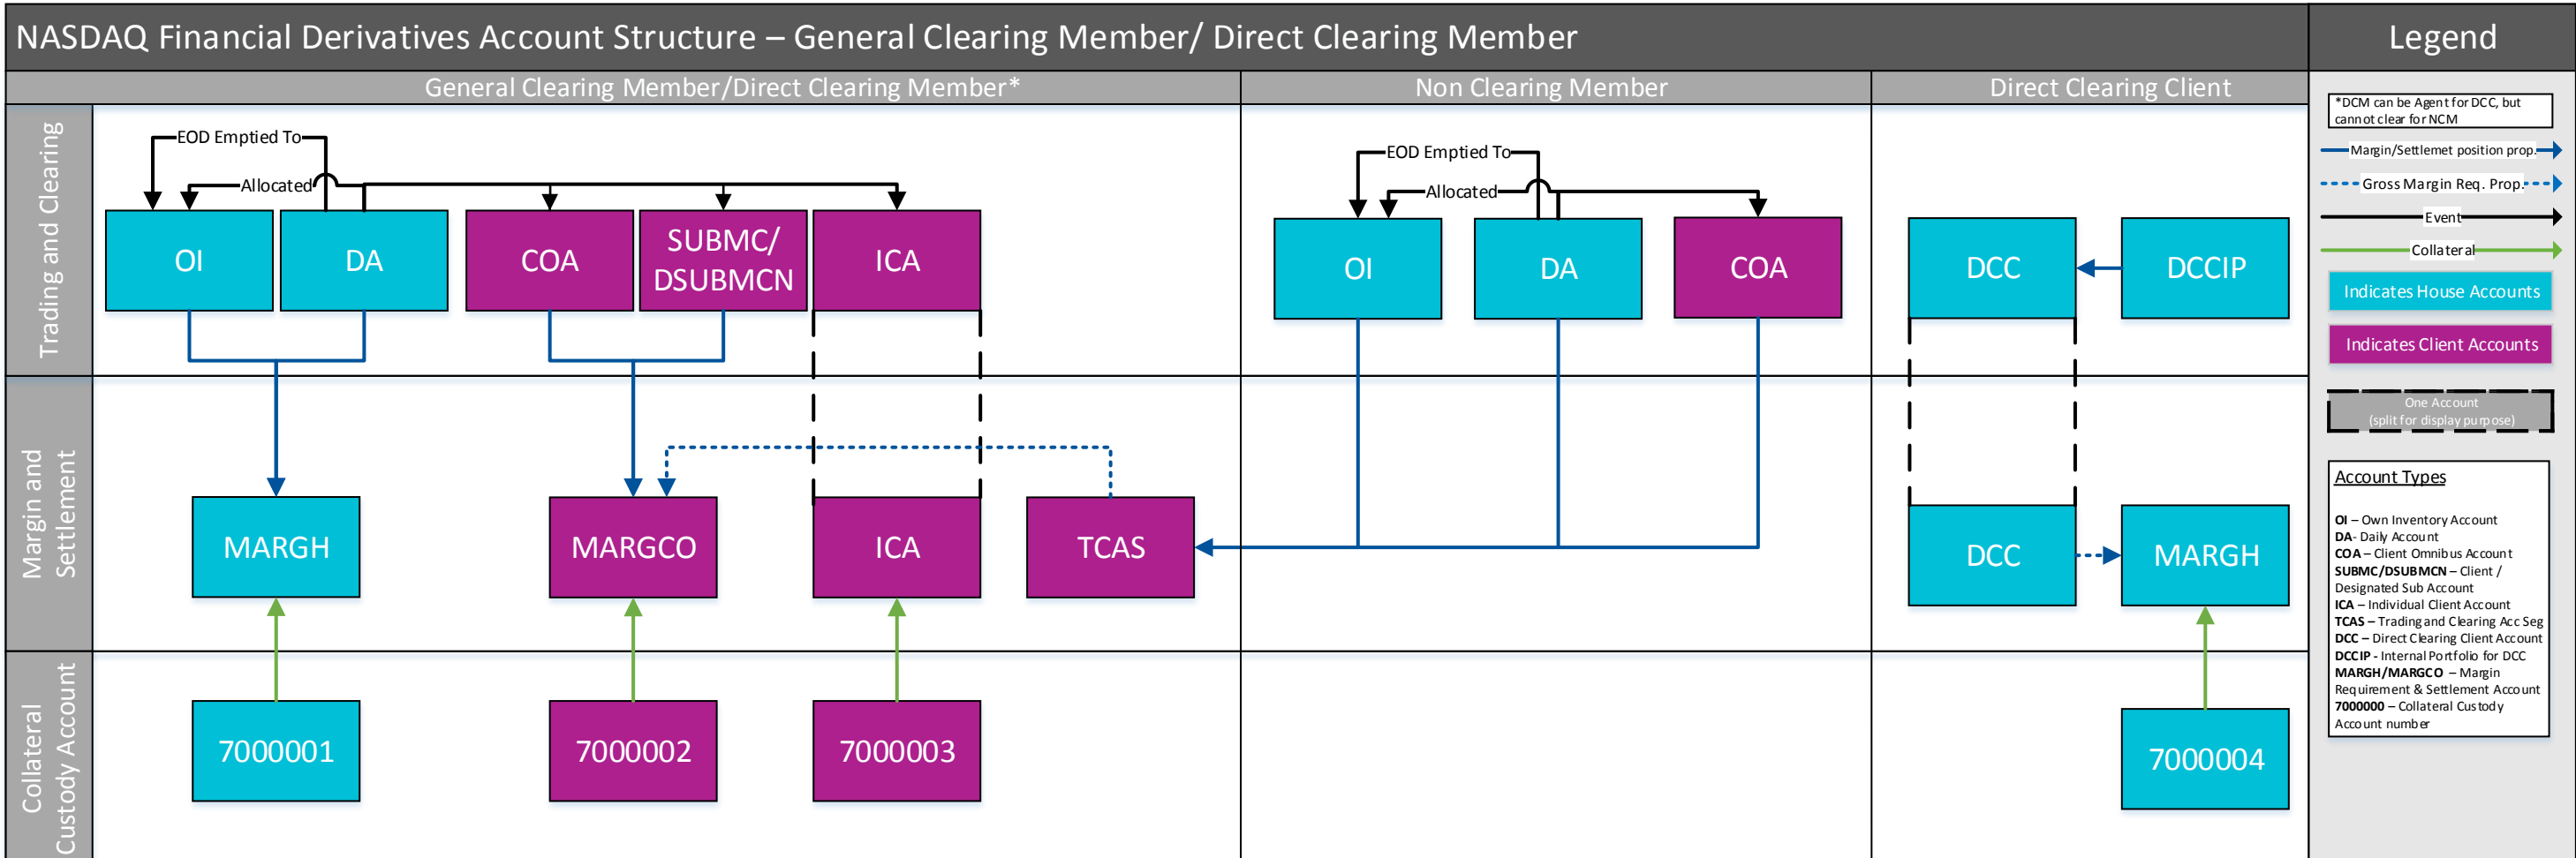 NASDAQ Financial Derivatives Account Structure – General Clearing Member/ Direct Clearing Member
Legend
General Clearing Member/Direct Clearing Member*
Non Clearing Member
Direct Clearing Client
Trading and Clearing
EOD Emptied To
Allocated
OI
DA
COA
SUBMC/
DSUBMCN
ICA
EOD Emptied To
Allocated
OI
DA
COA
DCC
DCCIP
Margin and
Settlement
MARGH
MARGCO
ICA
TCAS
DCC
MARGH
Collateral
Custody Account
7000001
7000002
7000003
7000004
*DCM can be Agent for DCC, but
cannot clear for NCM
Margin/Settlemet position prop.
Gross Margin Req. Prop.
Event
Collateral
Indicates House Accounts
Indicates Client Accounts
One Account
(split for display purpose)
Account Types
OI – Own Inventory Account
DA- Daily Account
COA – Client Omnibus Account
SUBMC/DSUBMCN – Client /
Designated Sub Account
ICA – Individual Client Account
TCAS – Trading and Clearing Acc Seg
DCC – Direct Clearing Client Account
DCCIP - Internal Portfolio for DCC
MARGH/MARGCO – Margin
Requirement & Settlement Account
7000000 – Collateral Custody
Account number